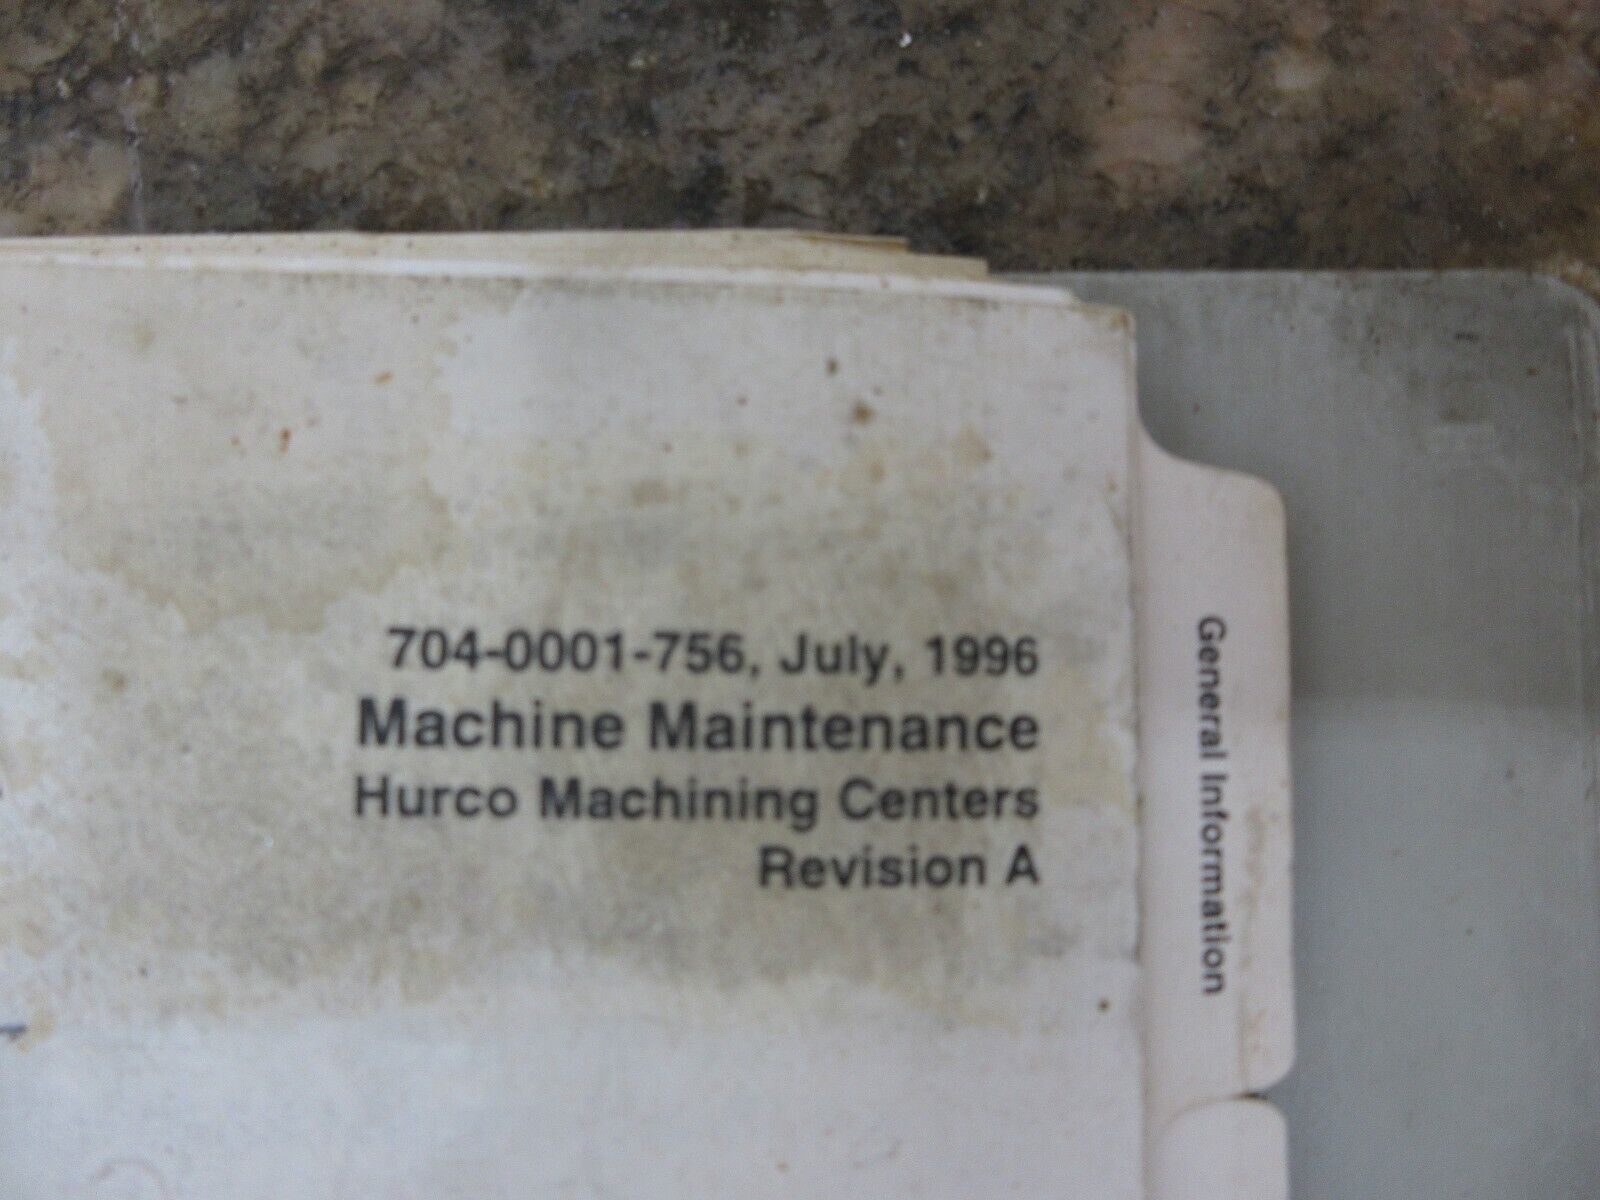 704-0001-756, July, 1996
Machine Maintenance
Hurco Machining Centers
Revision A
General Information